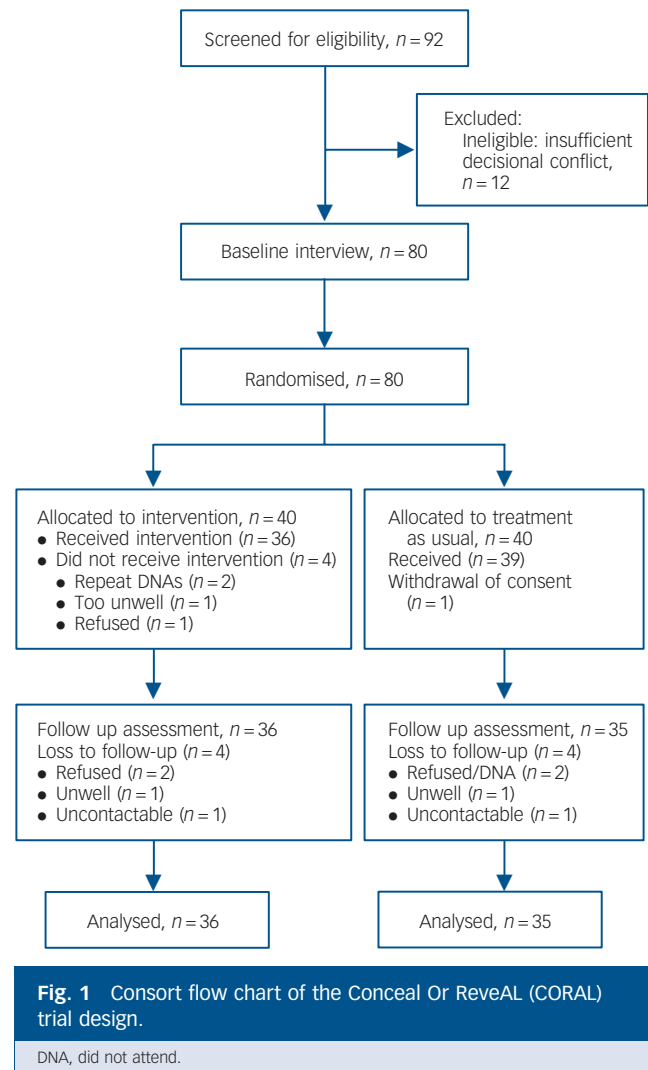 Screened for eligibility, n = 92
Excluded:
Ineligible: insufficient
decisional conflict,
n = 12
Baseline interview, n = 80
Randomised, n = 80
Allocated to intervention, n = 40
● Received intervention (n = 36)
● Did not receive intervention (n = 4)
● Repeat DNAs (n = 2)
● Too unwell (n = 1)
● Refused (n = 1)
Allocated to treatment
as usual, n = 40
Received (n = 39)
Withdrawal of consent
(n = 1)
Follow up assessment, n = 36
Loss to follow-up (n = 4)
● Refused (n = 2)
● Unwell (n = 1)
● Uncontactable (n = 1)
Follow up assessment, n = 35
Loss to follow-up (n = 4)
● Refused/DNA (n = 2)
● Unwell (n = 1)
● Uncontactable (n = 1)
Analysed, n = 36
Analysed, n = 35
Fig. 1 Consort flow chart of the Conceal Or ReveAL (CORAL)
trial design.
DNA, did not attend.